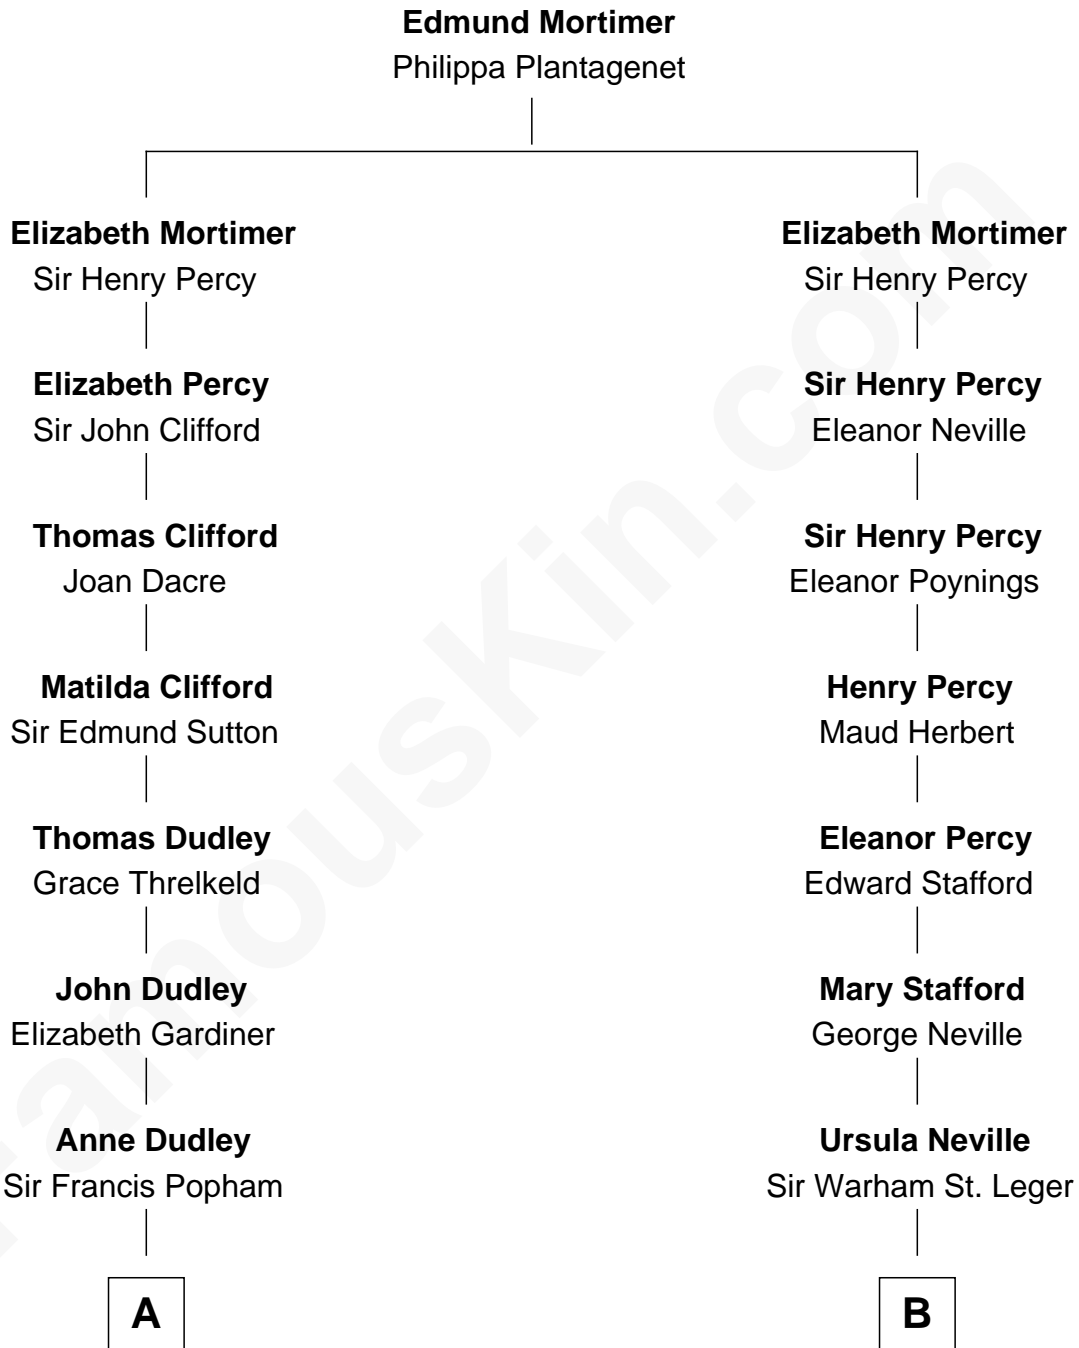 Edmund Mortimer
Philippa Plantagenet
Elizabeth Mortimer
Sir Henry Percy
Elizabeth Percy
Sir John Clifford
Thomas Clifford
Joan Dacre
Matilda Clifford
Sir Edmund Sutton
Thomas Dudley
Grace Threlkeld
John Dudley
Elizabeth Gardiner
Anne Dudley
Sir Francis Popham
A
Elizabeth Mortimer
Sir Henry Percy
Sir Henry Percy
Eleanor Neville
Sir Henry Percy
Eleanor Poynings
Henry Percy
Maud Herbert
Eleanor Percy
Edward Stafford
Mary Stafford
George Neville
Ursula Neville
Sir Warham St. Leger
B
FamousKin.com